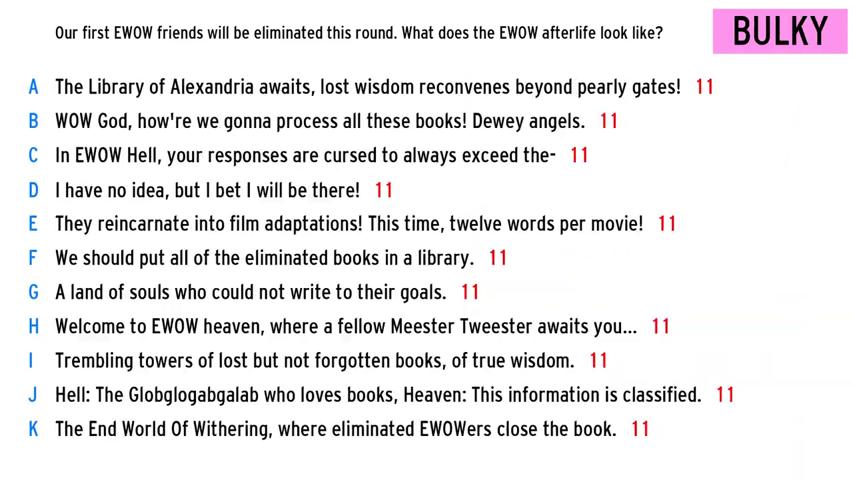 Our first EWOW friends will be eliminated this round. What does the EWOW afterlife look like?
BULKY
A The Library of Alexandria awaits, lost wisdom reconvenes beyond pearly gates! 11
B WOW God, how're we gonna process all these books! Dewey angels. 11
C In EWOW Hell, your responses are cursed to always exceed the- 11
D I have no idea, but I bet I will be there! 11
E They reincarnate into film adaptations! This time, twelve words per movie! 11
F We should put all of the eliminated books in a library. 11
G A land of souls who could not write to their goals. 11
H Welcome to EWOW heaven, where a fellow Meester Tweester awaits you... 11
I Trembling towers of lost but not forgotten books, of true wisdom. 11
J Hell: The Globglogabgalab who loves books, Heaven: This information is classified. 11
K The End World Of Withering, where eliminated EWOWers close the book. 11